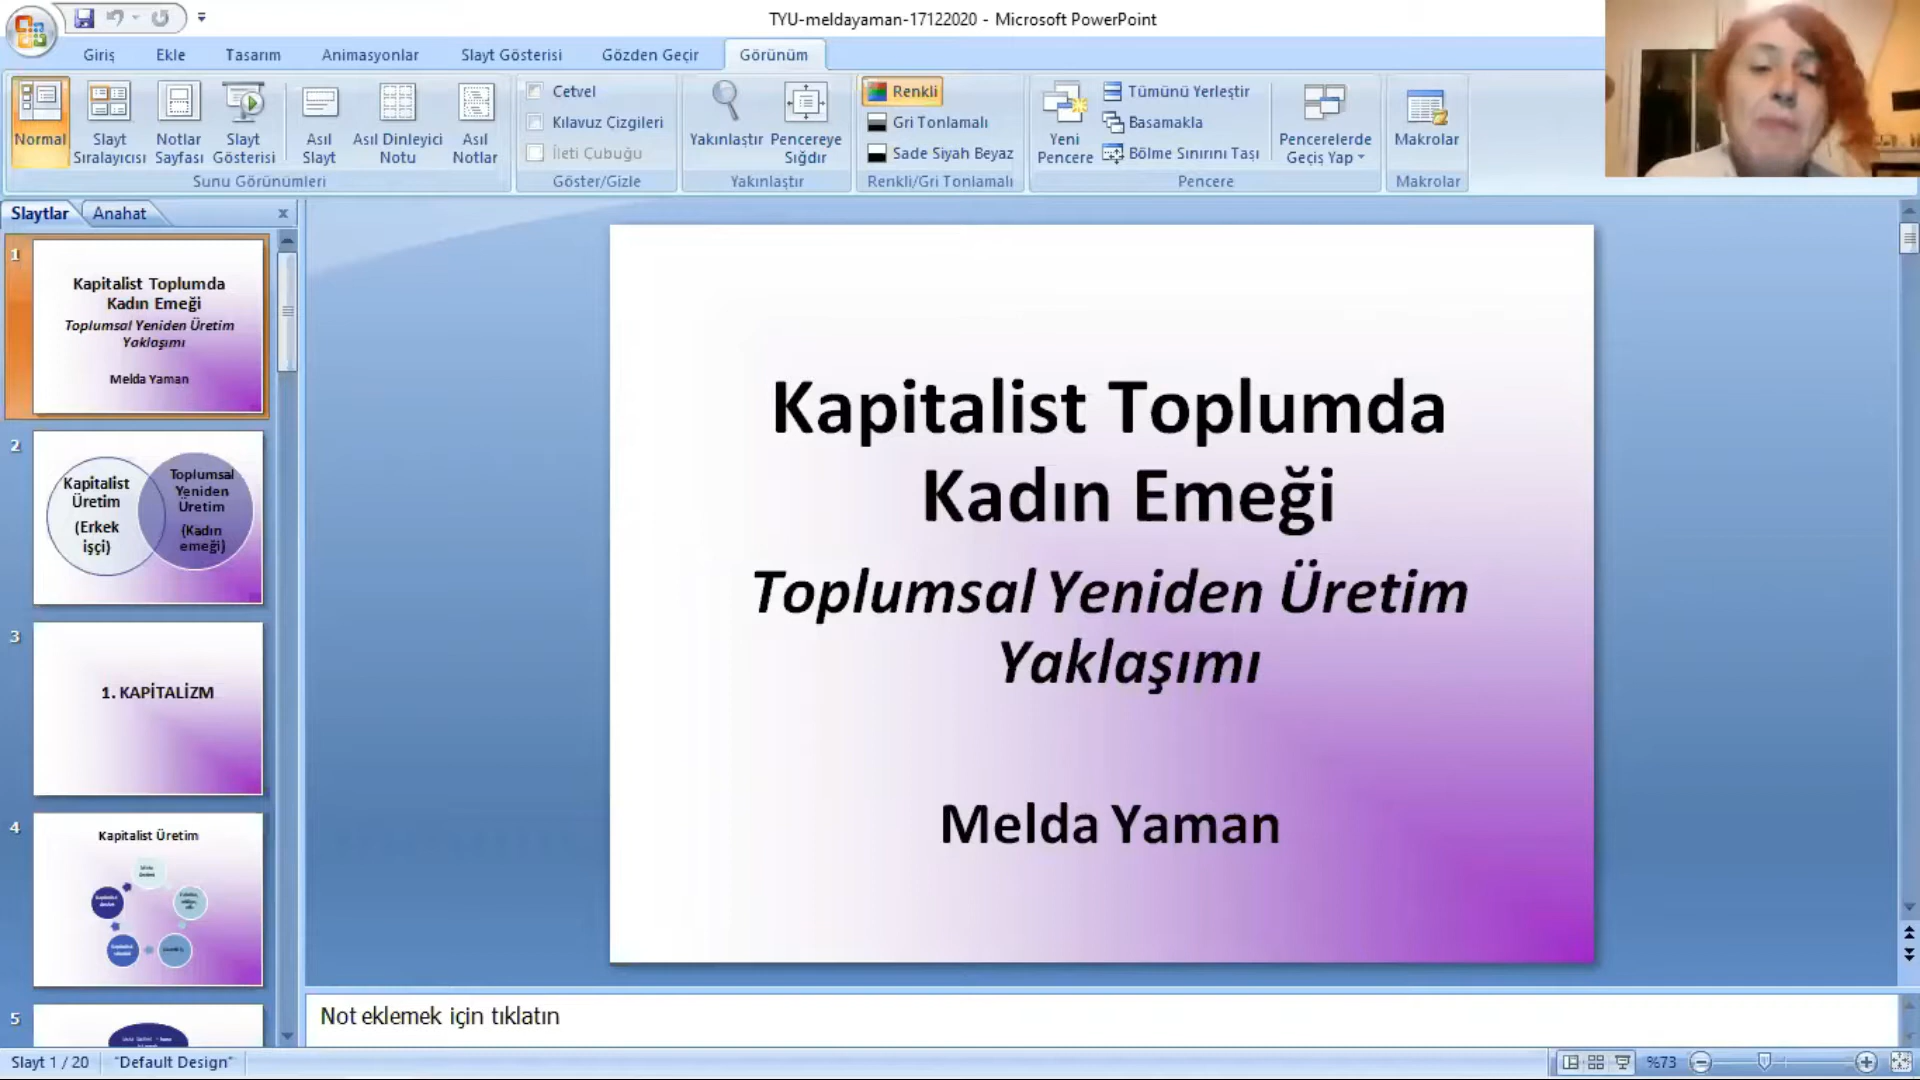 TYU-meldayaman-17122020 - Microsoft PowerPoint
Giriş
Ekle
Tasarım
Animasyonlar
Slayt Gösterisi
Gözden Geçir
Görünüm
Normal
Slayt
Sıralayıcısı
Notlar
Sayfası
Slayt
Gösterisi
Asıl
Slayt
Asıl Dinleyici
Notu
Asıl
Notlar
Sunu Görünümleri
Cetvel
Kılavuz Çizgileri
İleti Çubuğu
Göster/Gizle
Yakınlaştır
Pencereye
Sığdır
Yakınlaştır
Renkli
Gri Tonlamalı
Sade Siyah Beyaz
Renkli/Gri Tonlamalı
Yeni
Pencere
Tümünü Yerleştir
Basamakla
Bölme Sınırını Taşı
Pencerelerde
Geçiş Yap
Pencere
Makrolar
Makrolar
Slaytlar
Anahat
x
1
Kapitalist Toplumda
Kadın Emeği
Toplumsal Yeniden Üretim
Yaklaşımı
Melda Yaman
2
Kapitalist
Üretim
(Erkek
işçi)
Toplumsal
Yeniden
Üretim
(Kadın
emeği)
3
1. KAPİTALİZM
4
Kapitalist Üretim
5
Kapitalist Toplumda
Kadın Emeği
Toplumsal Yeniden Üretim
Yaklaşımı
Melda Yaman
Not eklemek için tıklatın
Slayt 1 / 20
"Default Design"
%73